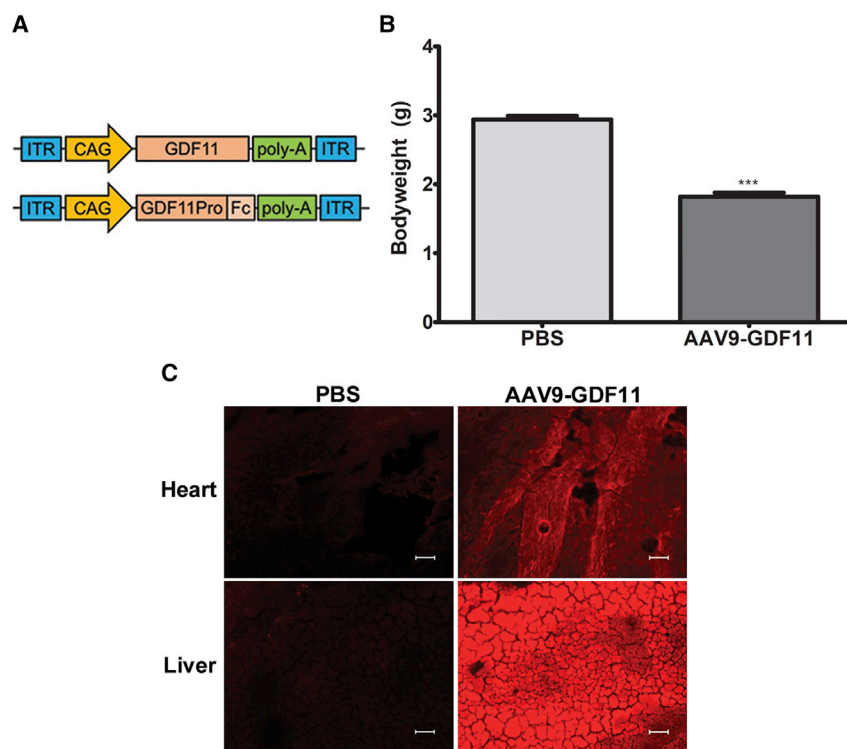 A
ITR CAG GDF11 poly-A ITR
ITR CAG GDF11Pro Fc poly-A ITR
B
Bodyweight (g)
4
3
2
1
0
***
PBS AAV9-GDF11
C
PBS AAV9-GDF11
Heart
Liver